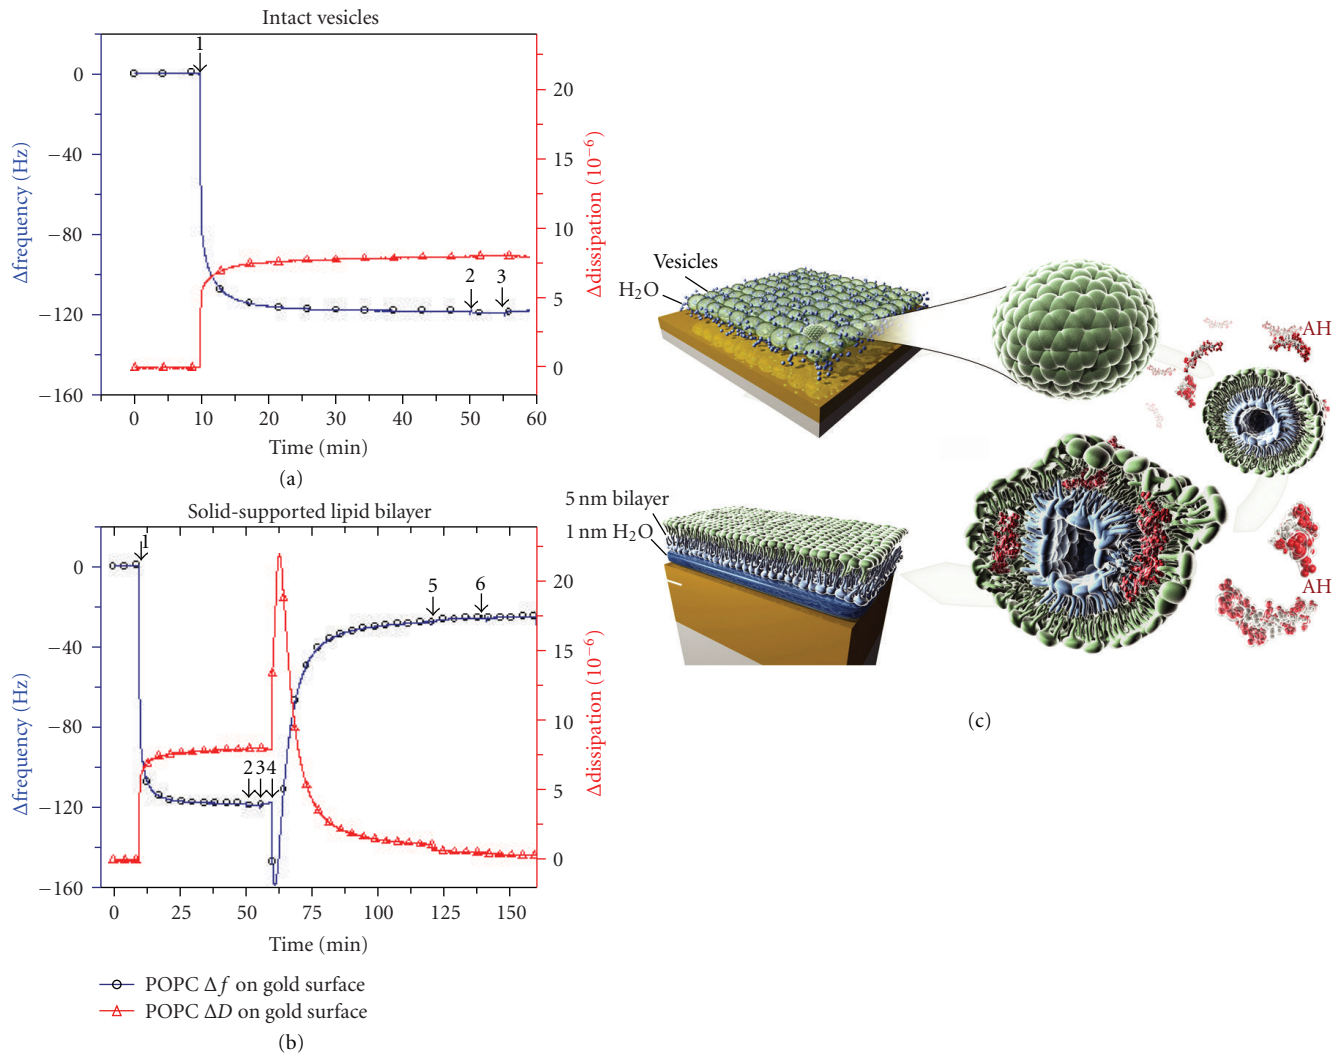 (a)
Intact vesicles
1
2
3
0
−40
−80
−120
−160
Δfrequency (Hz)
20
15
10
5
0
Δdissipation (10⁻⁶)
0
10
20
30
40
50
60
Time (min)
(a)
Solid-supported lipid bilayer
1
2
3
4
5
6
0
−40
−80
−120
−160
Δfrequency (Hz)
20
15
10
5
0
Δdissipation (10⁻⁶)
0
25
50
75
100
125
150
Time (min)
POPC Δf on gold surface
POPC ΔD on gold surface
(b)
Vesicles
H₂O
AH
5 nm bilayer
1 nm H₂O
AH
(c)